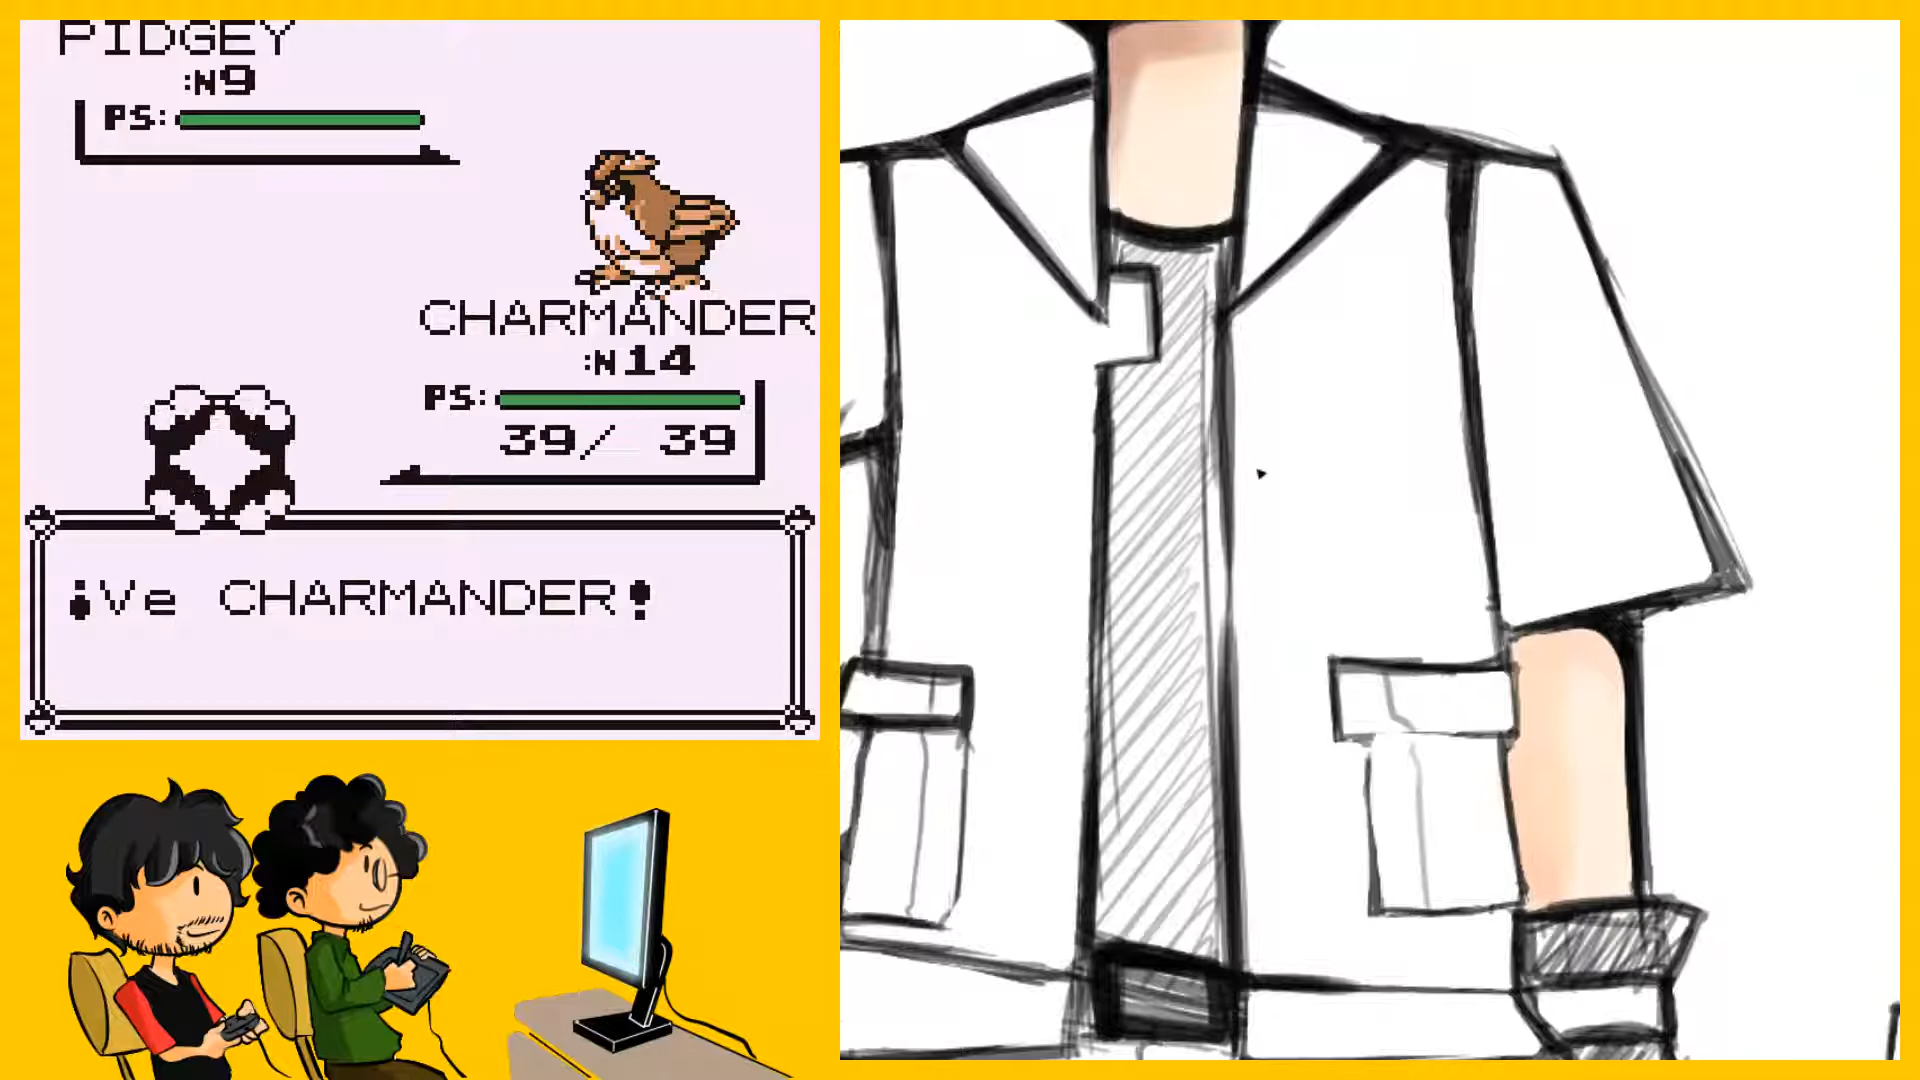 PIDGEY
:N9
PS:
CHARMANDER
:N14
PS:
39/ 39
¡Ve CHARMANDER!